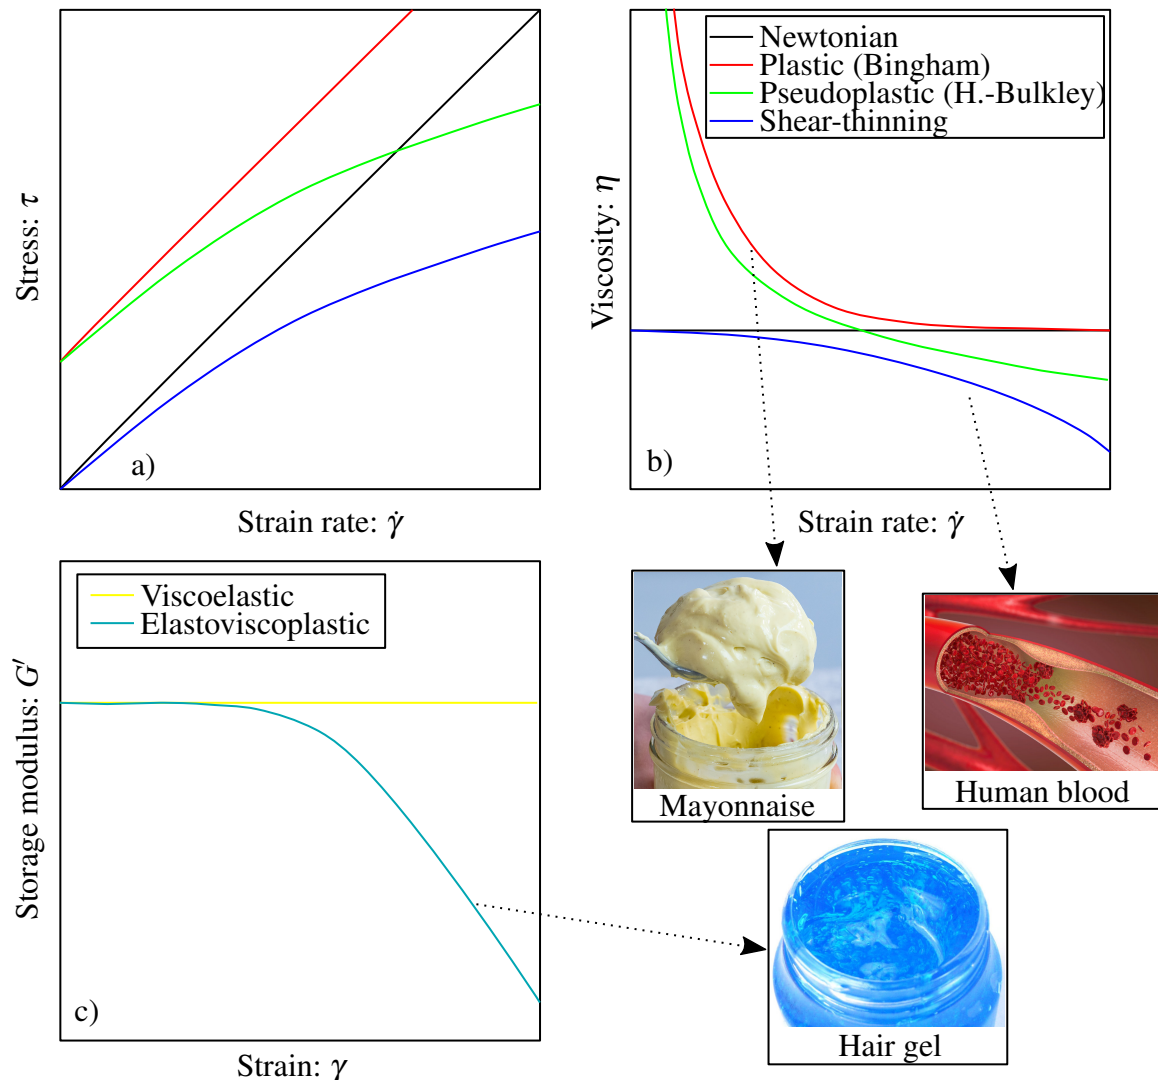 Stress: τ
a)
Strain rate: γ̇
Newtonian
Plastic (Bingham)
Pseudoplastic (H.-Bulkley)
Shear-thinning
Viscosity: η
b)
Strain rate: γ̇
Viscoelastic
Elastoviscoplastic
Storage modulus: G′
c)
Strain: γ
Mayonnaise
Human blood
Hair gel